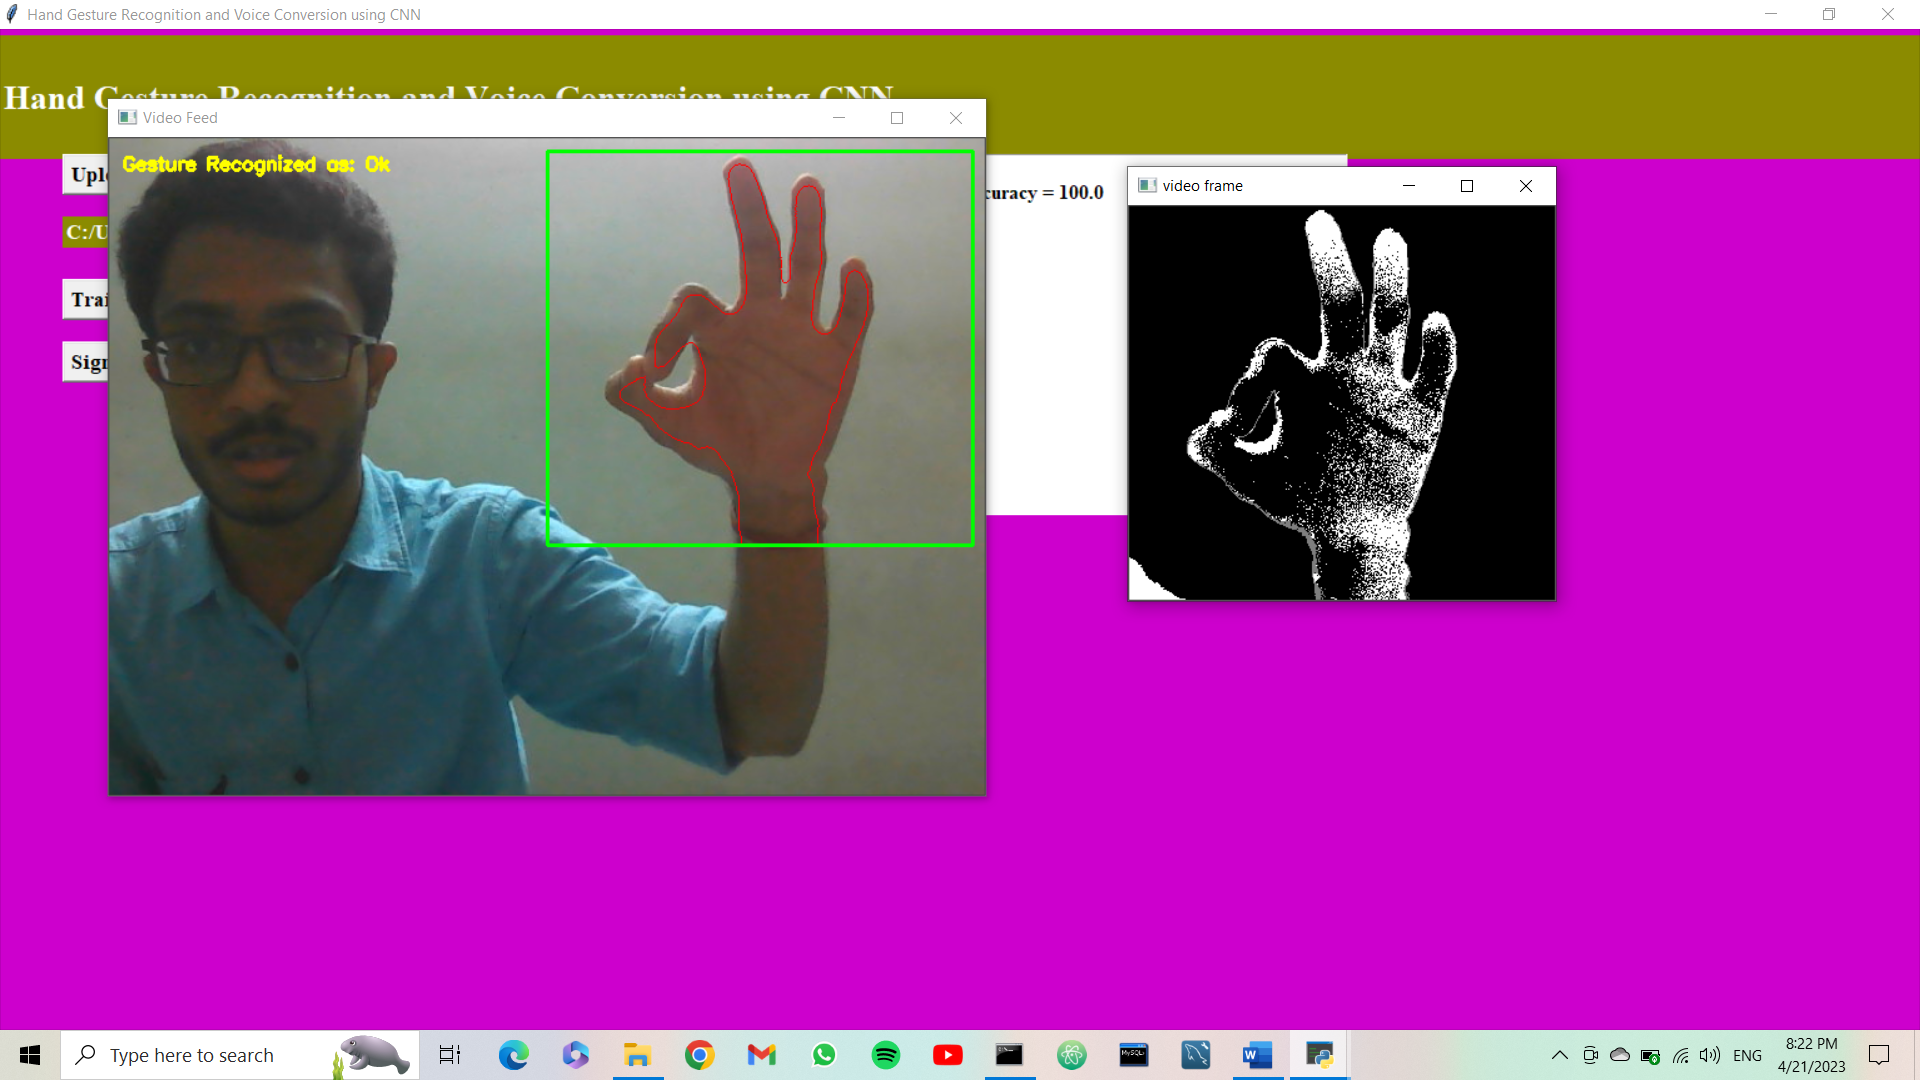 Hand Gesture Recognition and Voice Conversion using CNN
Hand Gesture Recognition and Voice Conversion using CNN
Video Feed
Gesture Recognized as: Ok
Uplo
C:/U
Trai
Sign
curacy = 100.0
video frame
Type here to search
MySQL
ENG
8:22 PM
4/21/2023